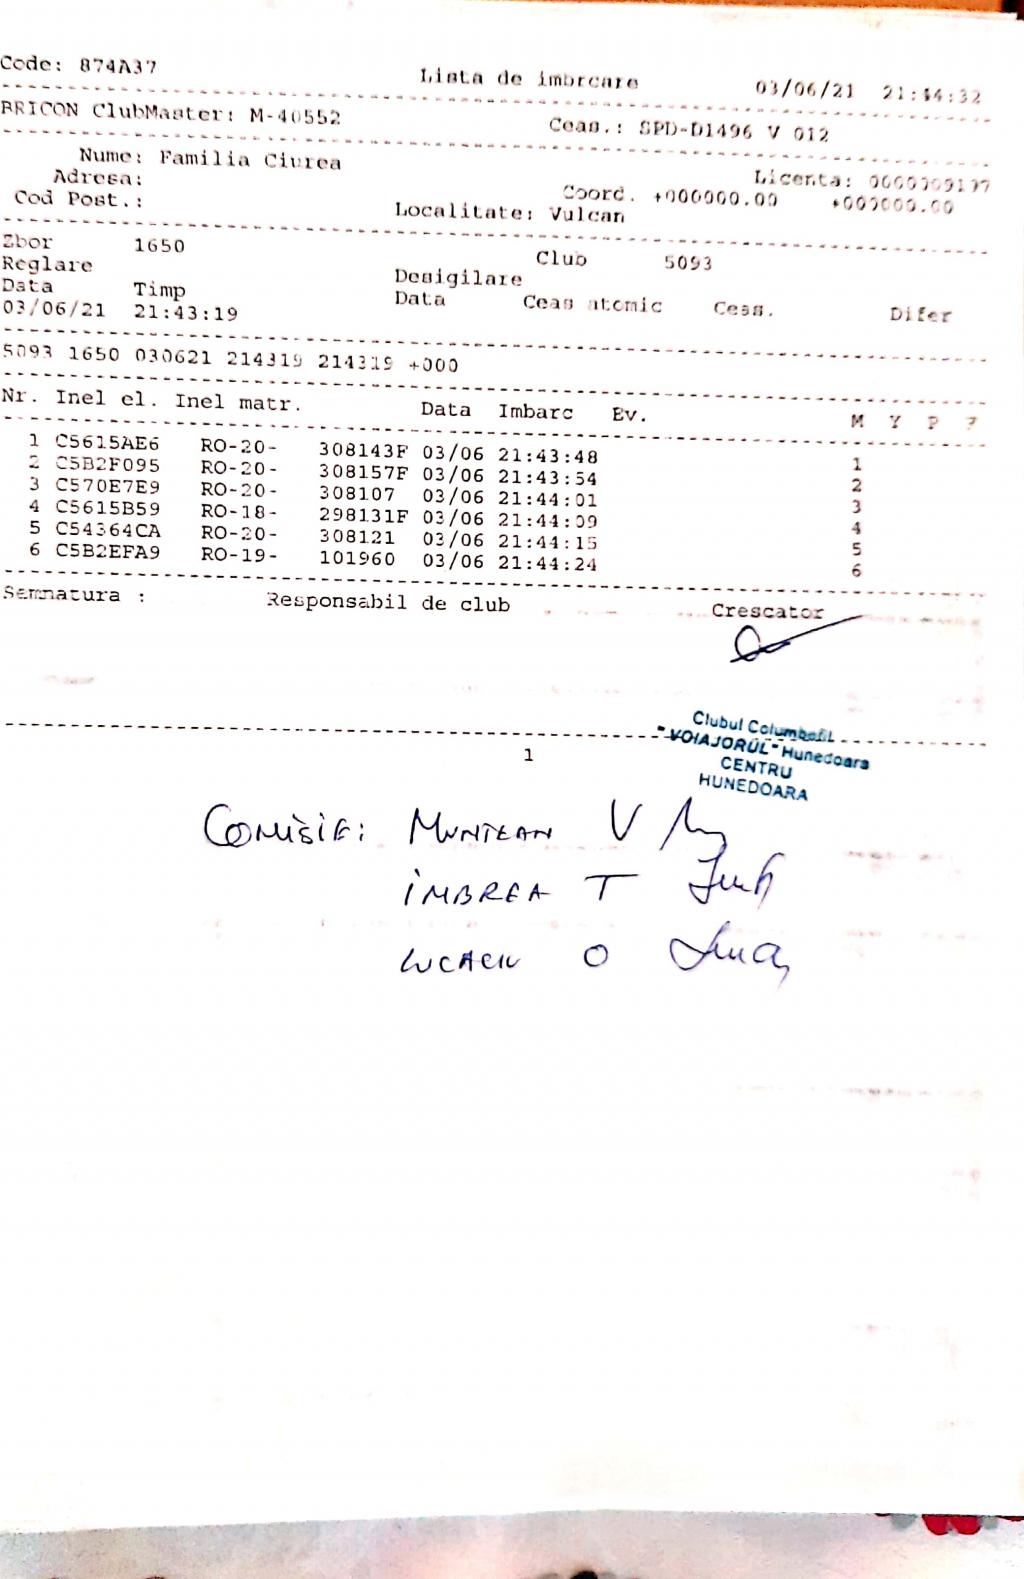 Code: 874A37 Lista de imbrcare 03/06/21 21:44:32
BRICON ClubMaster: M-40552 Ceas.: SPD-D1496 V 012
Nume: Familia Ciurea Licenta:
Adresa: Coord. +000000.00 +000000.00
Cod Post.: Localitate: Vulcan
Zbor 1650 Club 5093
Reglare Desigilare
Data Timp Data Ceas atomic Ceas. Difer
03/06/21 21:43:19
5093 1650 030621 214319 214319 +000
Nr. Inel el. Inel matr. Data Imbarc Ev. M Y P ?
1 C5615AE6 RO-20- 308143F 03/06 21:43:48 1
2 C5B2F095 RO-20- 308157F 03/06 21:43:54 2
3 C570E7E9 RO-20- 308107 03/06 21:44:01 3
4 C5615B59 RO-18- 298131F 03/06 21:44:09 4
5 C54364CA RO-20- 308121 03/06 21:44:15 5
6 C5B2EFA9 RO-19- 101960 03/06 21:44:24 6
Semnatura : Responsabil de club Crescator
Clubul Columbofil
"VOIAJORUL" Hunedoara
CENTRU
HUNEDOARA
1
COMISIE: MUNTEAN V
IMBREA T
LUCACIU O